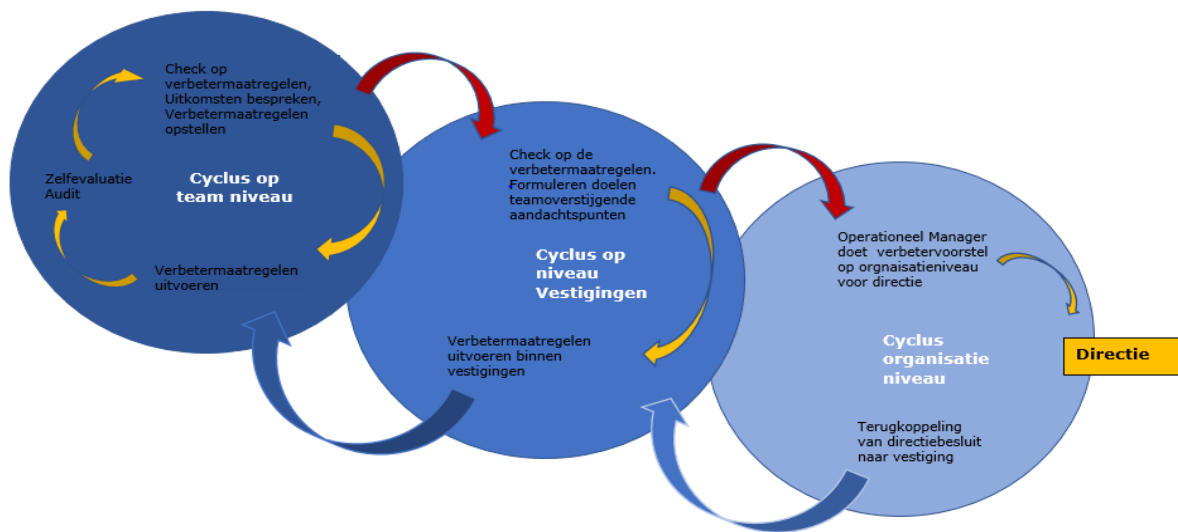 Check op
verbetermaatregelen,
Uitkomsten bespreken,
Verbetermaatregelen
opstellen
Zelfevaluatie
Audit
Cyclus op
team niveau
Verbetermaatregelen
uitvoeren
Check op de
verbetermaatregelen.
Formuleren doelen
teamoverstijgende
aandachtspunten
Cyclus op
niveau
Vestigingen
Verbetermaatregelen
uitvoeren binnen
vestigingen
Operationeel Manager
doet verbetervoorstel
op orgnaisatieniveau
voor directie
Cyclus
organisatie
niveau
Directie
Terugkoppeling
van directiebesluit
naar vestiging